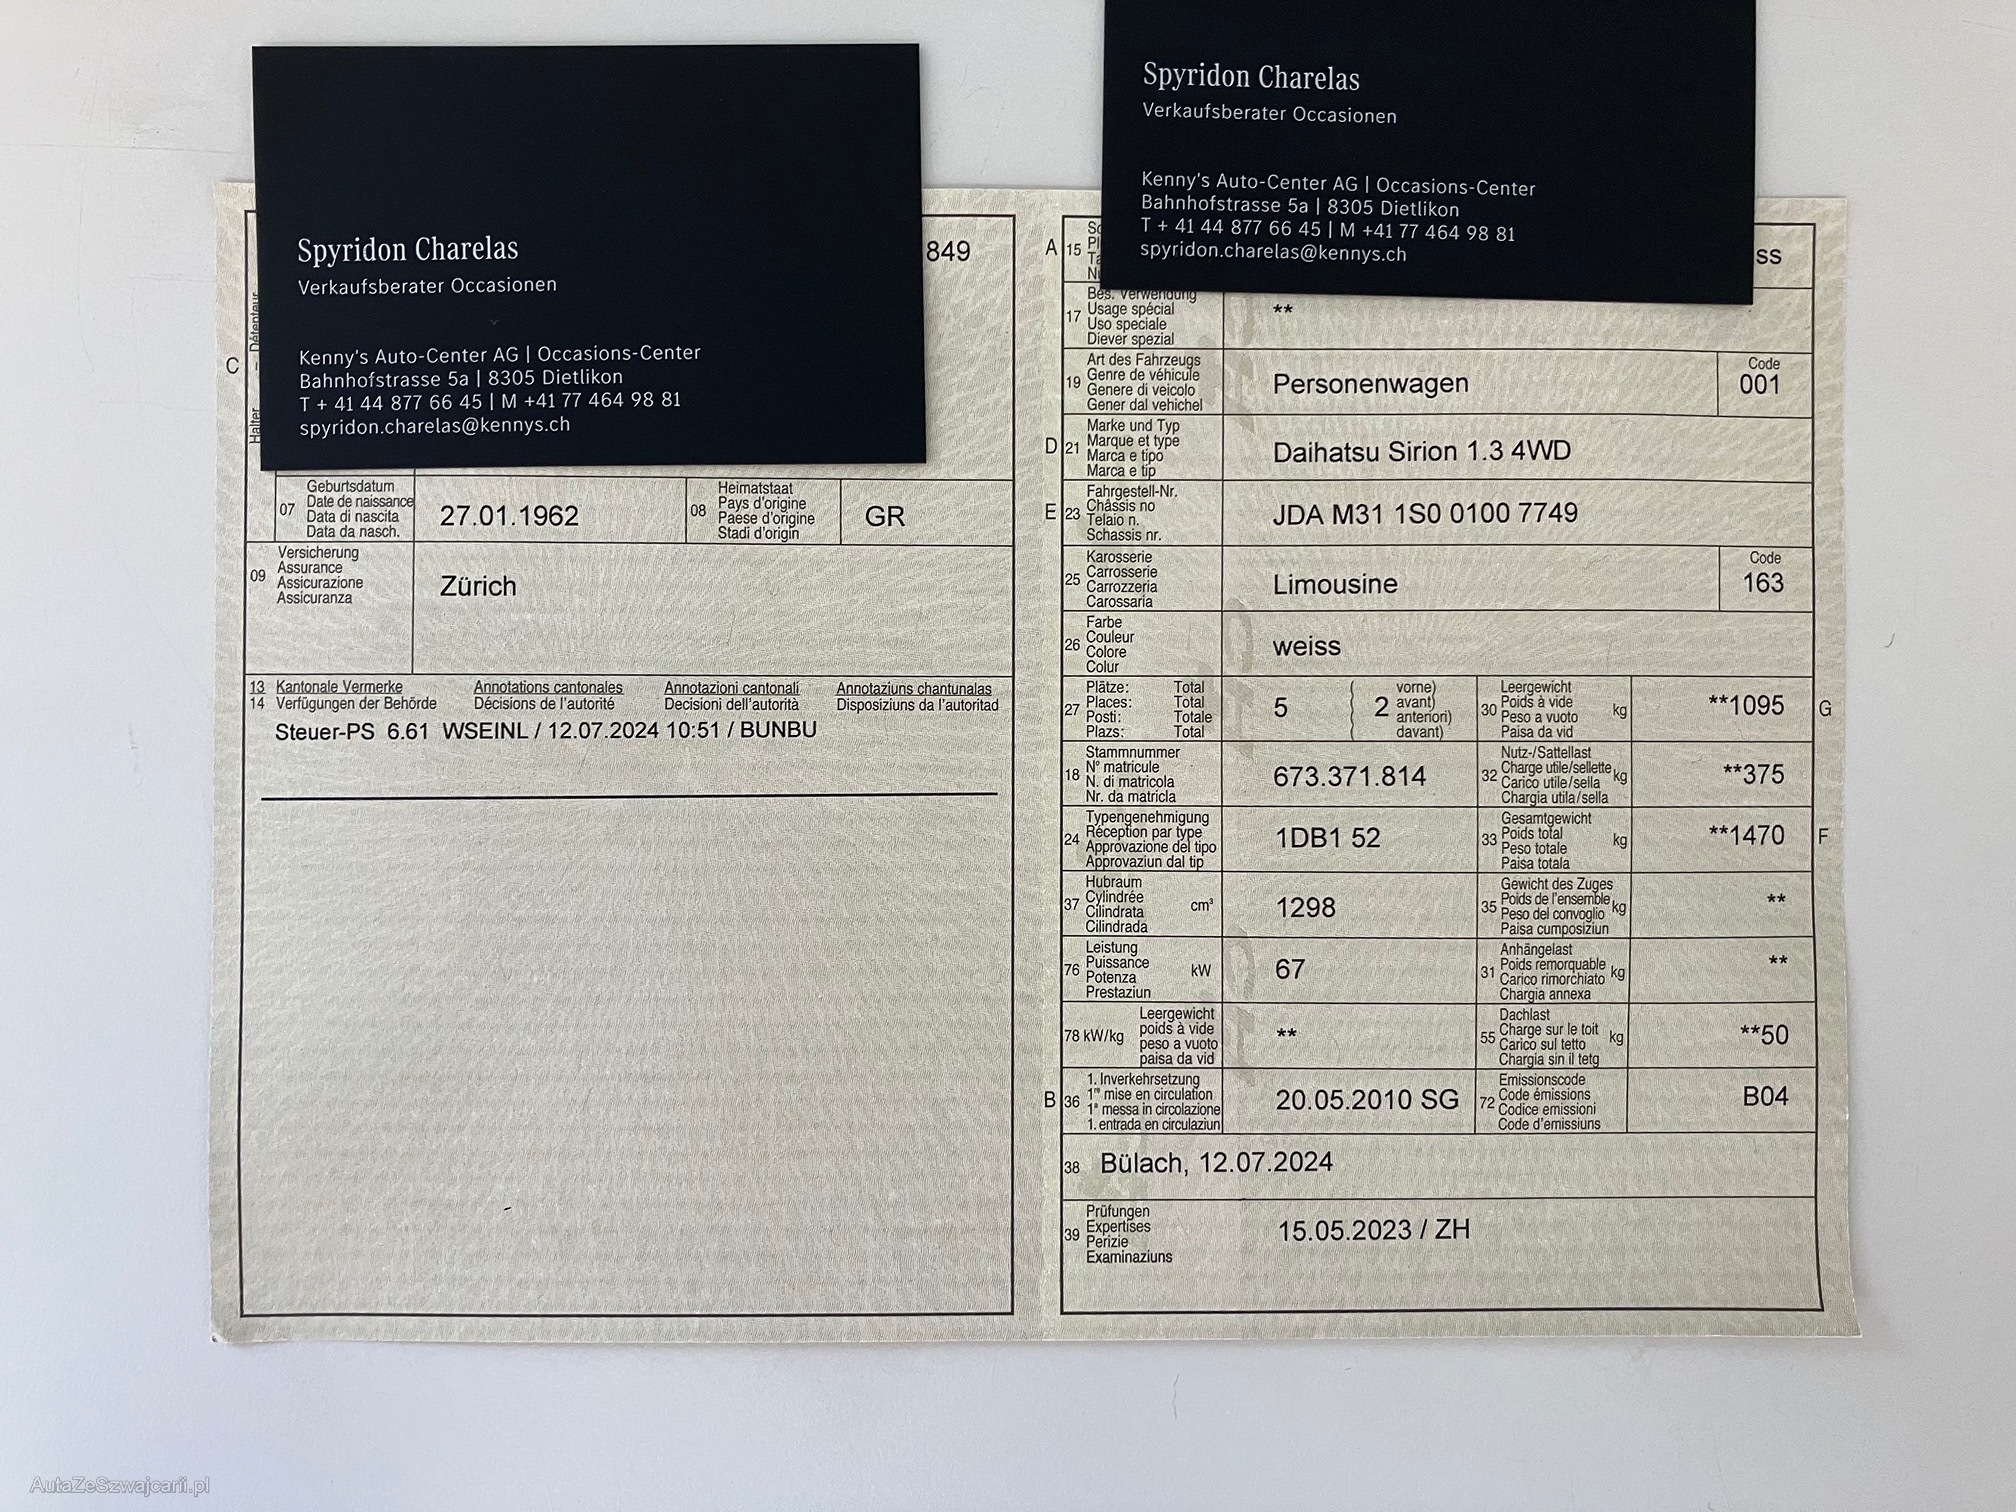 Spyridon Charelas
Verkaufsberater Occasionen
Kenny's Auto-Center AG | Occasions-Center
Bahnhofstrasse 5a | 8305 Dietlikon
T + 41 44 877 66 45 | M +41 77 464 98 81
spyridon.charelas@kennys.ch
849
C
Halter
Détenteur
07
Geburtsdatum
Date de naissance
Data di nascita
Data da nasch.
27.01.1962
08
Heimatstaat
Pays d'origine
Paese d'origine
Stadi d'origin
GR
09
Versicherung
Assurance
Assicurazione
Assicuranza
Zürich
13 Kantonale Vermerke Annotations cantonales Annotazioni cantonali Annotaziuns chantunalas
14 Verfügungen der Behörde Décisions de l'autorité Decisioni dell'autorità Disposiziuns da l'autoritad
Steuer-PS 6.61 WSEINL / 12.07.2024 10:51 / BUNBU
Spyridon Charelas
Verkaufsberater Occasionen
Kenny's Auto-Center AG | Occasions-Center
Bahnhofstrasse 5a | 8305 Dietlikon
T + 41 44 877 66 45 | M +41 77 464 98 81
spyridon.charelas@kennys.ch
A
15
ss
17
Bes. Verwendung
Usage spécial
Uso speciale
Diever spezial
**
19
Art des Fahrzeugs
Genre de véhicule
Genere di veicolo
Gener dal vehichel
Personenwagen
Code
001
D
21
Marke und Typ
Marque et type
Marca e tipo
Marca e tip
Daihatsu Sirion 1.3 4WD
E
23
Fahrgestell-Nr.
Châssis no
Telaio n.
Schassis nr.
JDA M31 1S0 0100 7749
25
Karosserie
Carrosserie
Carrozzeria
Carossaria
Limousine
Code
163
26
Farbe
Couleur
Colore
Colur
weiss
27
Plätze: Total
Places: Total
Posti: Totale
Plazs: Total
5
2
vorne)
avant)
anteriori)
davant)
30
Leergewicht
Poids à vide
Peso a vuoto
Paisa da vid
kg
**1095
G
18
Stammnummer
N° matricule
N. di matricola
Nr. da matricla
673.371.814
32
Nutz-/Sattellast
Charge utile/sellette
Carico utile/sella
Chargia utila/sella
kg
**375
24
Typengenehmigung
Réception par type
Approvazione del tipo
Approvaziun dal tip
1DB1 52
33
Gesamtgewicht
Poids total
Peso totale
Paisa totala
kg
**1470
F
37
Hubraum
Cylindrée
Cilindrata
Cilindrada
cm³
1298
35
Gewicht des Zuges
Poids de l'ensemble
Peso del convoglio
Paisa cumposiziun
kg
**
76
Leistung
Puissance
Potenza
Prestaziun
kW
67
31
Anhängelast
Poids remorquable
Carico rimorchiato
Chargia annexa
kg
**
78 kW/kg
Leergewicht
poids à vide
peso a vuoto
paisa da vid
**
55
Dachlast
Charge sur le toit
Carico sul tetto
Chargia sin il tetg
kg
**50
B
36
1. Inverkehrsetzung
1re mise en circulation
1a messa in circolazione
1. entrada en circulaziun
20.05.2010 SG
72
Emissionscode
Code émissions
Codice emissioni
Code d'emissiuns
B04
38
Bülach, 12.07.2024
39
Prüfungen
Expertises
Perizie
Examinaziuns
15.05.2023 / ZH
AutaZeSzwajcarii.pl